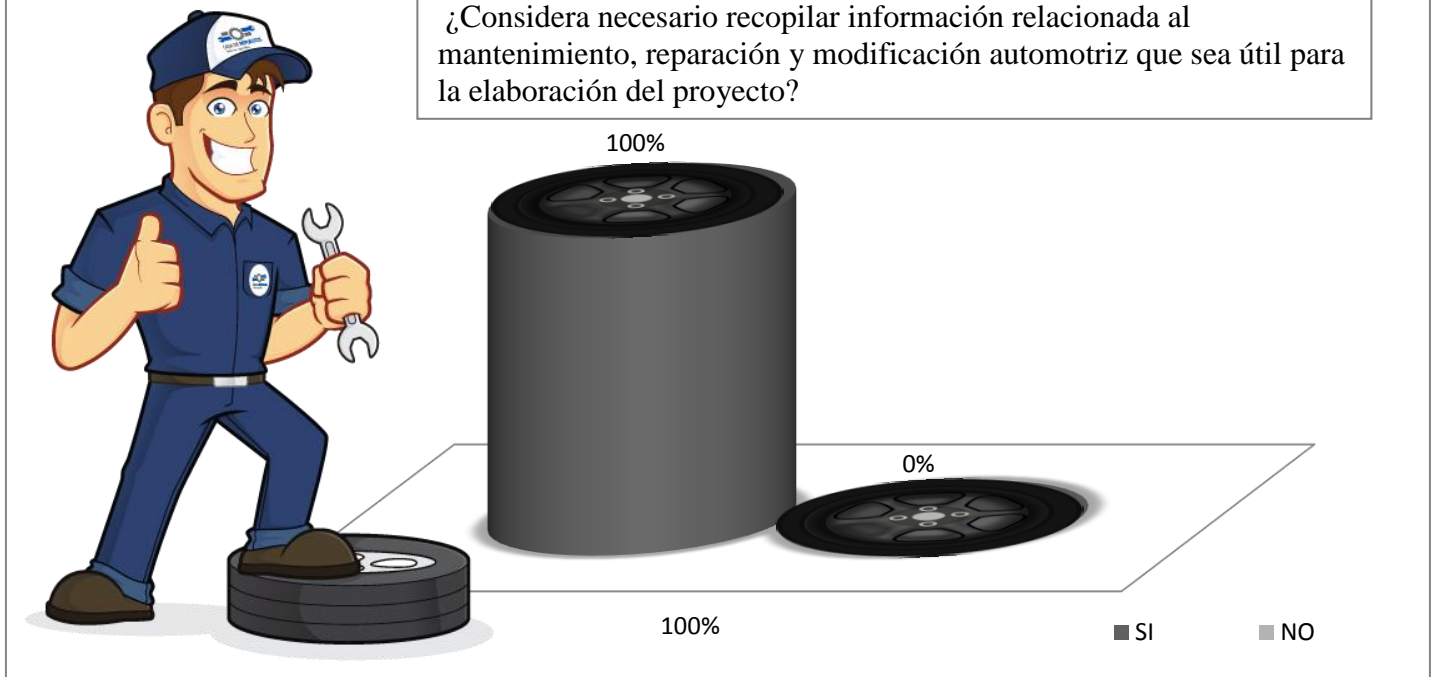 ¿Considera necesario recopilar información relacionada al
mantenimiento, reparación y modificación automotriz que sea útil para
la elaboración del proyecto?
100%
0%
100%
SI
NO